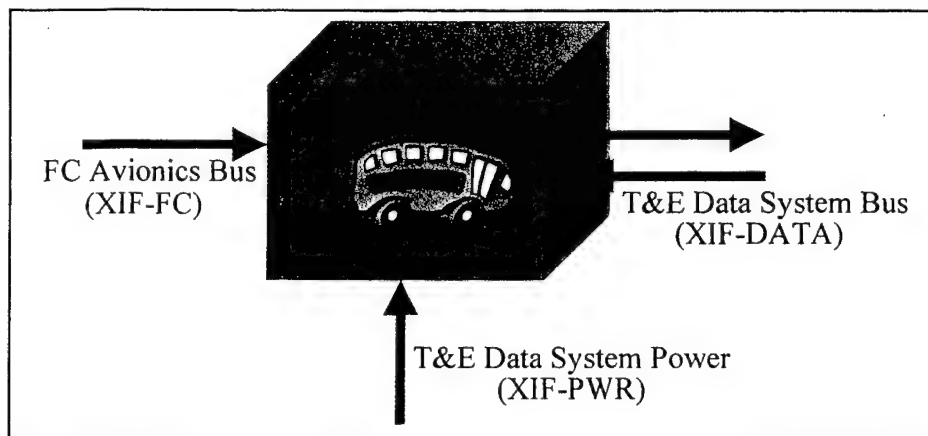 FC Avionics Bus
(XIF-FC)
T&E Data System Bus
(XIF-DATA)
T&E Data System Power
(XIF-PWR)